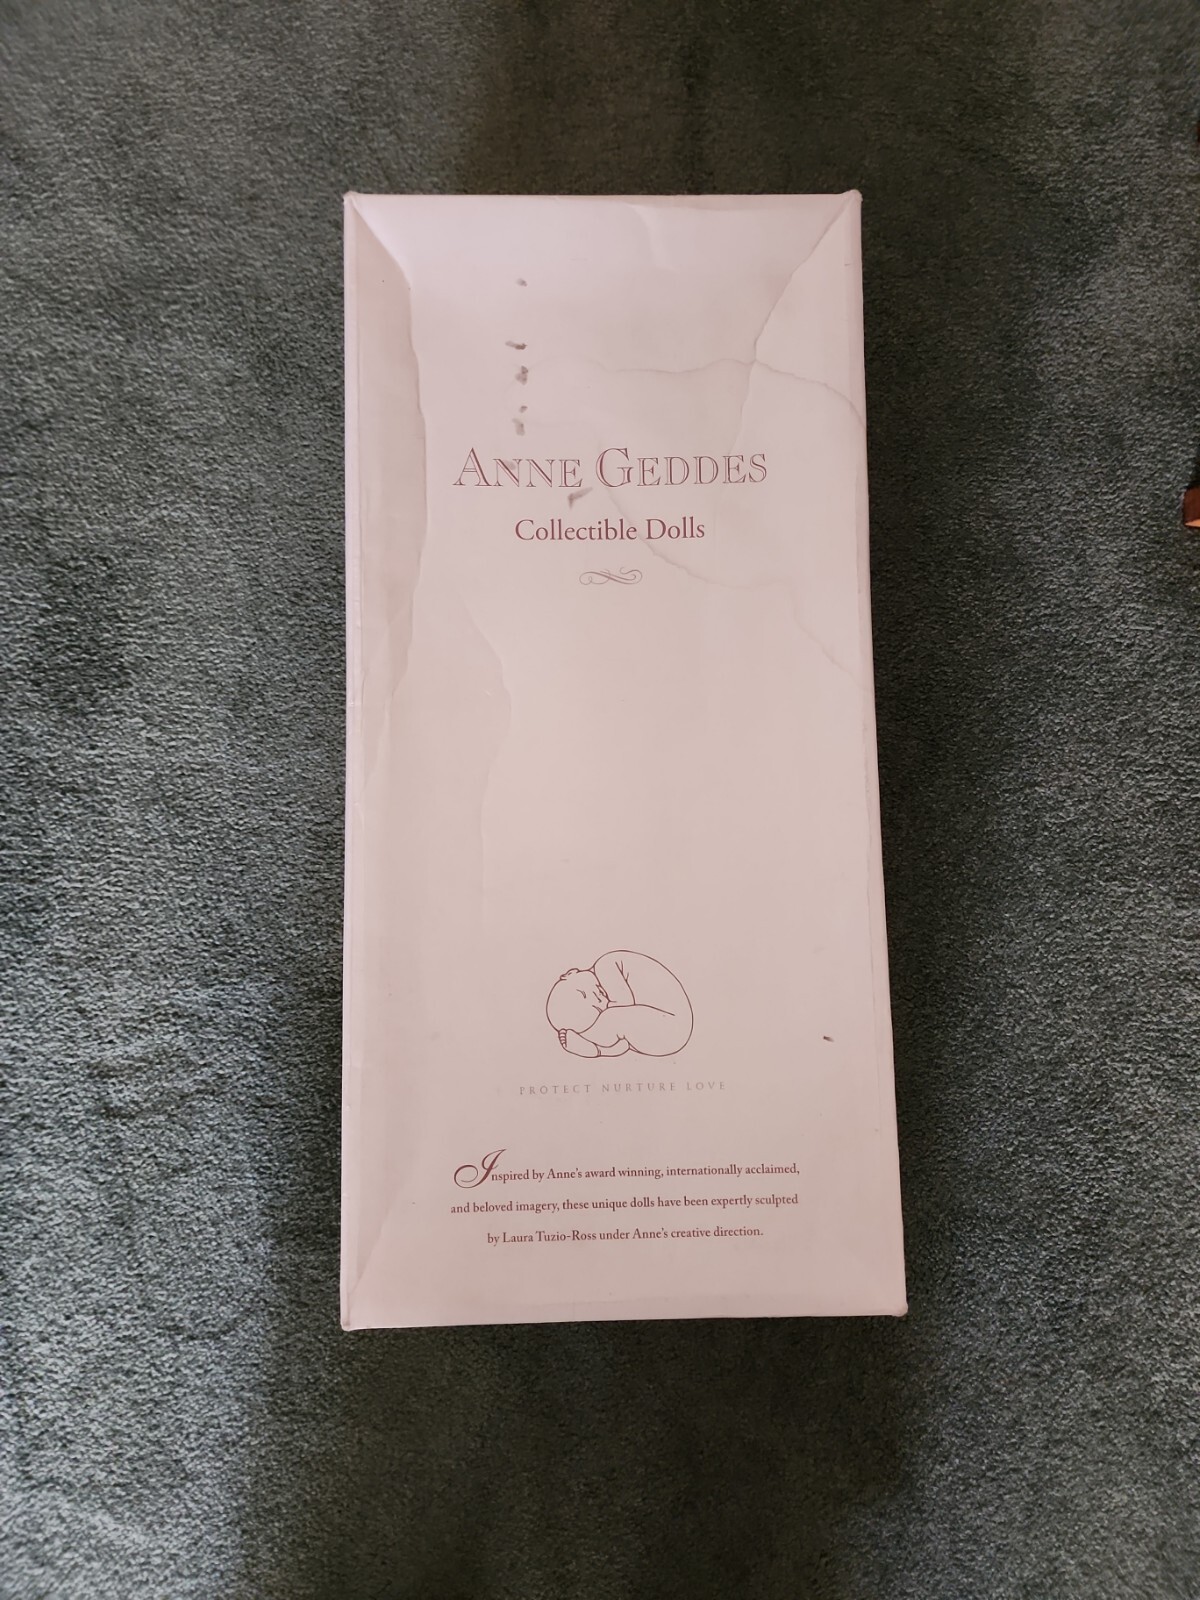 ANNE GEDDES
Collectible Dolls
PROTECT NURTURE LOVE
Inspired by Anne's award winning, internationally acclaimed,
and beloved imagery, these unique dolls have been expertly sculpted
by Laura Tuzio-Ross under Anne's creative direction.